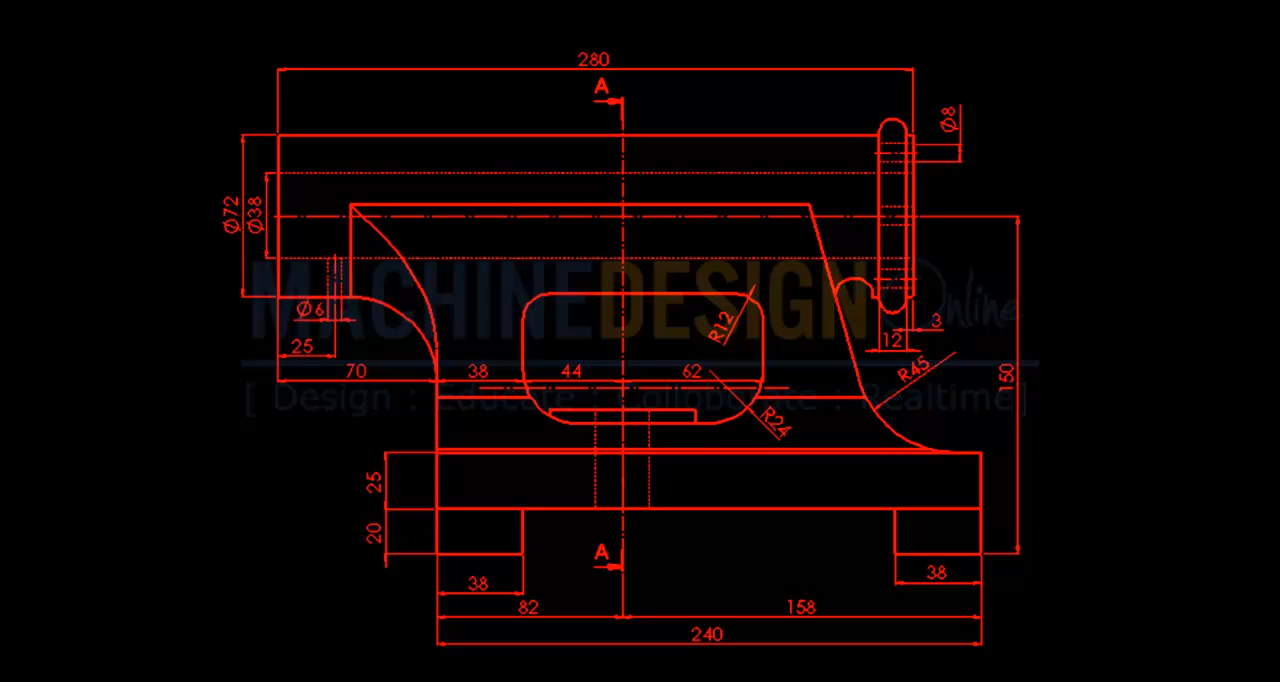 280
A
Ø8
Ø72
Ø38
MACHINEDESIGN
Online
Ø6
R12
3
12
25
70
38
44
62
R45
150
[ Design : Educate : Colloborate : Realtime]
R24
25
20
A
38
38
82
158
240